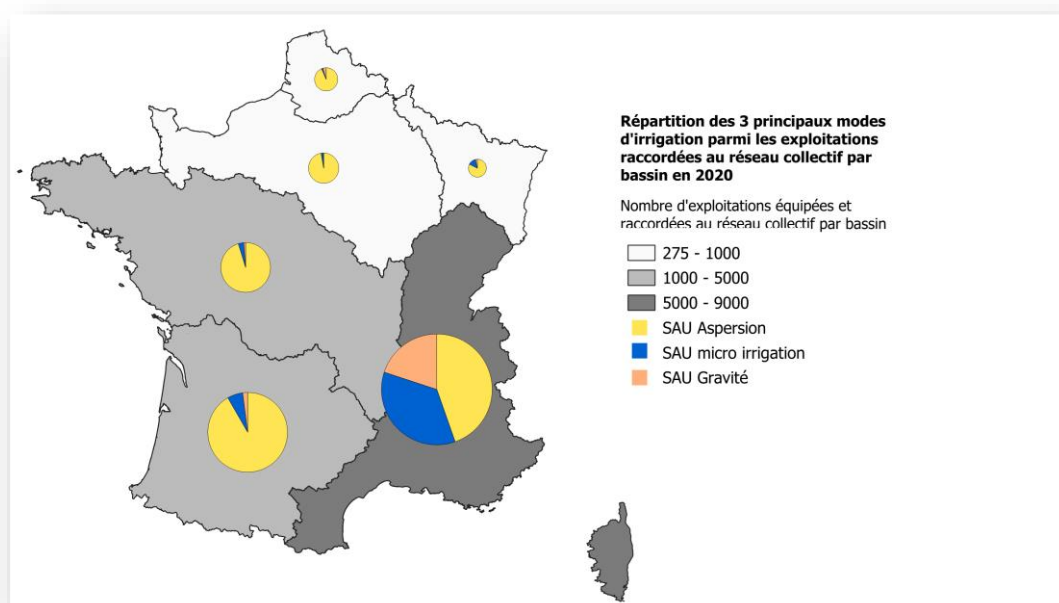 Répartition des 3 principaux modes
d'irrigation parmi les exploitations
raccordées au réseau collectif par
bassin en 2020
Nombre d'exploitations équipées et
raccordées au réseau collectif par bassin
275 - 1000
1000 - 5000
5000 - 9000
SAU Aspersion
SAU micro irrigation
SAU Gravité